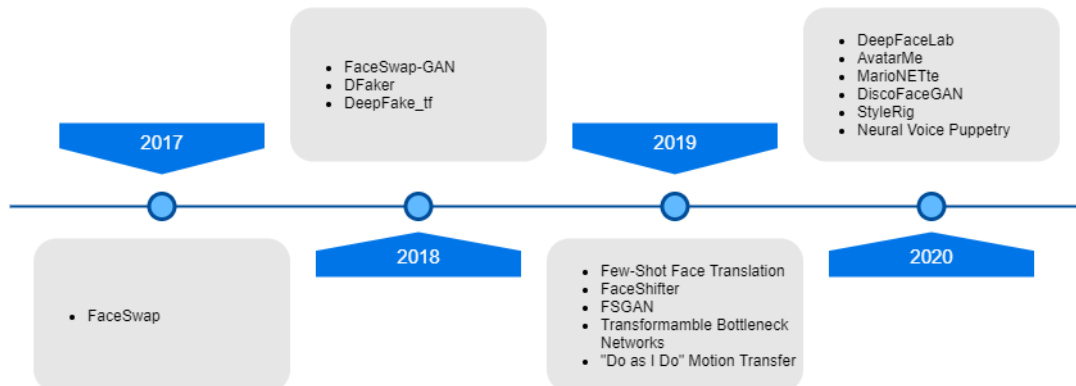 2017
• FaceSwap
• FaceSwap-GAN
• DFaker
• DeepFake_tf
2018
2019
• Few-Shot Face Translation
• FaceShifter
• FSGAN
• Transformamble Bottleneck
Networks
• "Do as I Do" Motion Transfer
• DeepFaceLab
• AvatarMe
• MarioNETte
• DiscoFaceGAN
• StyleRig
• Neural Voice Puppetry
2020